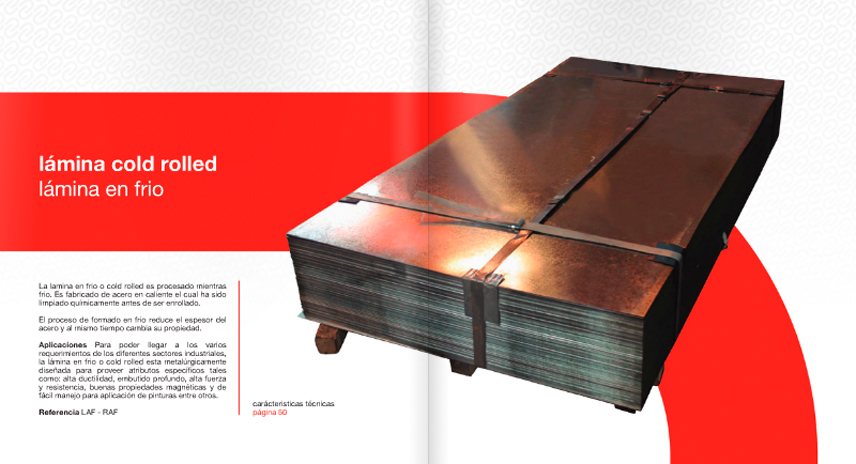 lámina cold rolled
lámina en frio
La lamina en frio o cold rolled es procesado mientras
frio. Es fabricado de acero en caliente el cual ha sido
limpiado químicamente antes de ser enrollado.
El proceso de formado en frio reduce el espesor del
acero y al mismo tiempo cambia su propiedad.
Aplicaciones Para poder llegar a los varios
requerimientos de los diferentes sectores industriales,
la lámina en frio o cold rolled esta metalúrgicamente
diseñada para proveer atributos específicos tales
como: alta ductilidad, embutido profundo, alta fuerza
y resistencia, buenas propiedades magnéticas y de
fácil manejo para aplicación de pinturas entre otros.
Referencia LAF - RAF
carácteristicas técnicas
página 50